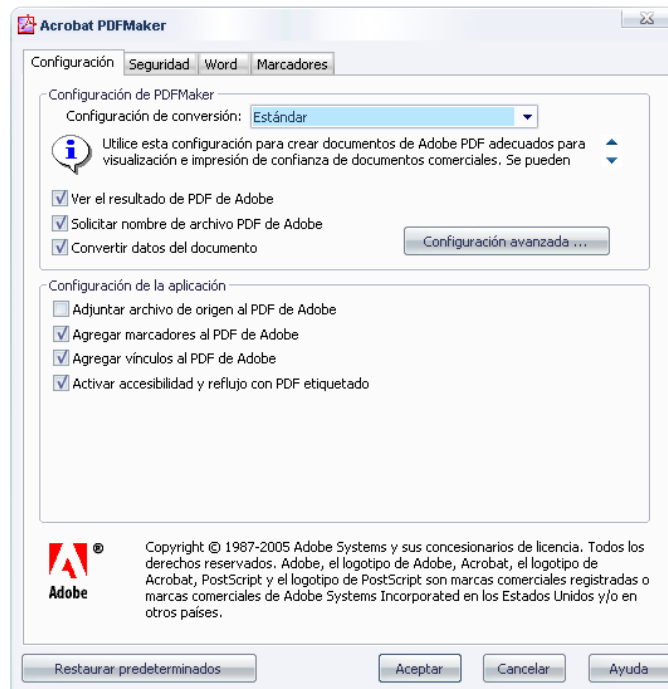 Acrobat PDFMaker
Configuración
Seguridad
Word
Marcadores
Configuración de PDFMaker
Configuración de conversión:
Estándar
Utilice esta configuración para crear documentos de Adobe PDF adecuados para
visualización e impresión de confianza de documentos comerciales. Se pueden
Ver el resultado de PDF de Adobe
Solicitar nombre de archivo PDF de Adobe
Convertir datos del documento
Configuración avanzada ...
Configuración de la aplicación
Adjuntar archivo de origen al PDF de Adobe
Agregar marcadores al PDF de Adobe
Agregar vínculos al PDF de Adobe
Activar accesibilidad y reflujo con PDF etiquetado
®
Adobe
Copyright © 1987-2005 Adobe Systems y sus concesionarios de licencia. Todos los
derechos reservados. Adobe, el logotipo de Adobe, Acrobat, el logotipo de
Acrobat, PostScript y el logotipo de PostScript son marcas comerciales registradas o
marcas comerciales de Adobe Systems Incorporated en los Estados Unidos y/o en
otros países.
Restaurar predeterminados
Aceptar
Cancelar
Ayuda